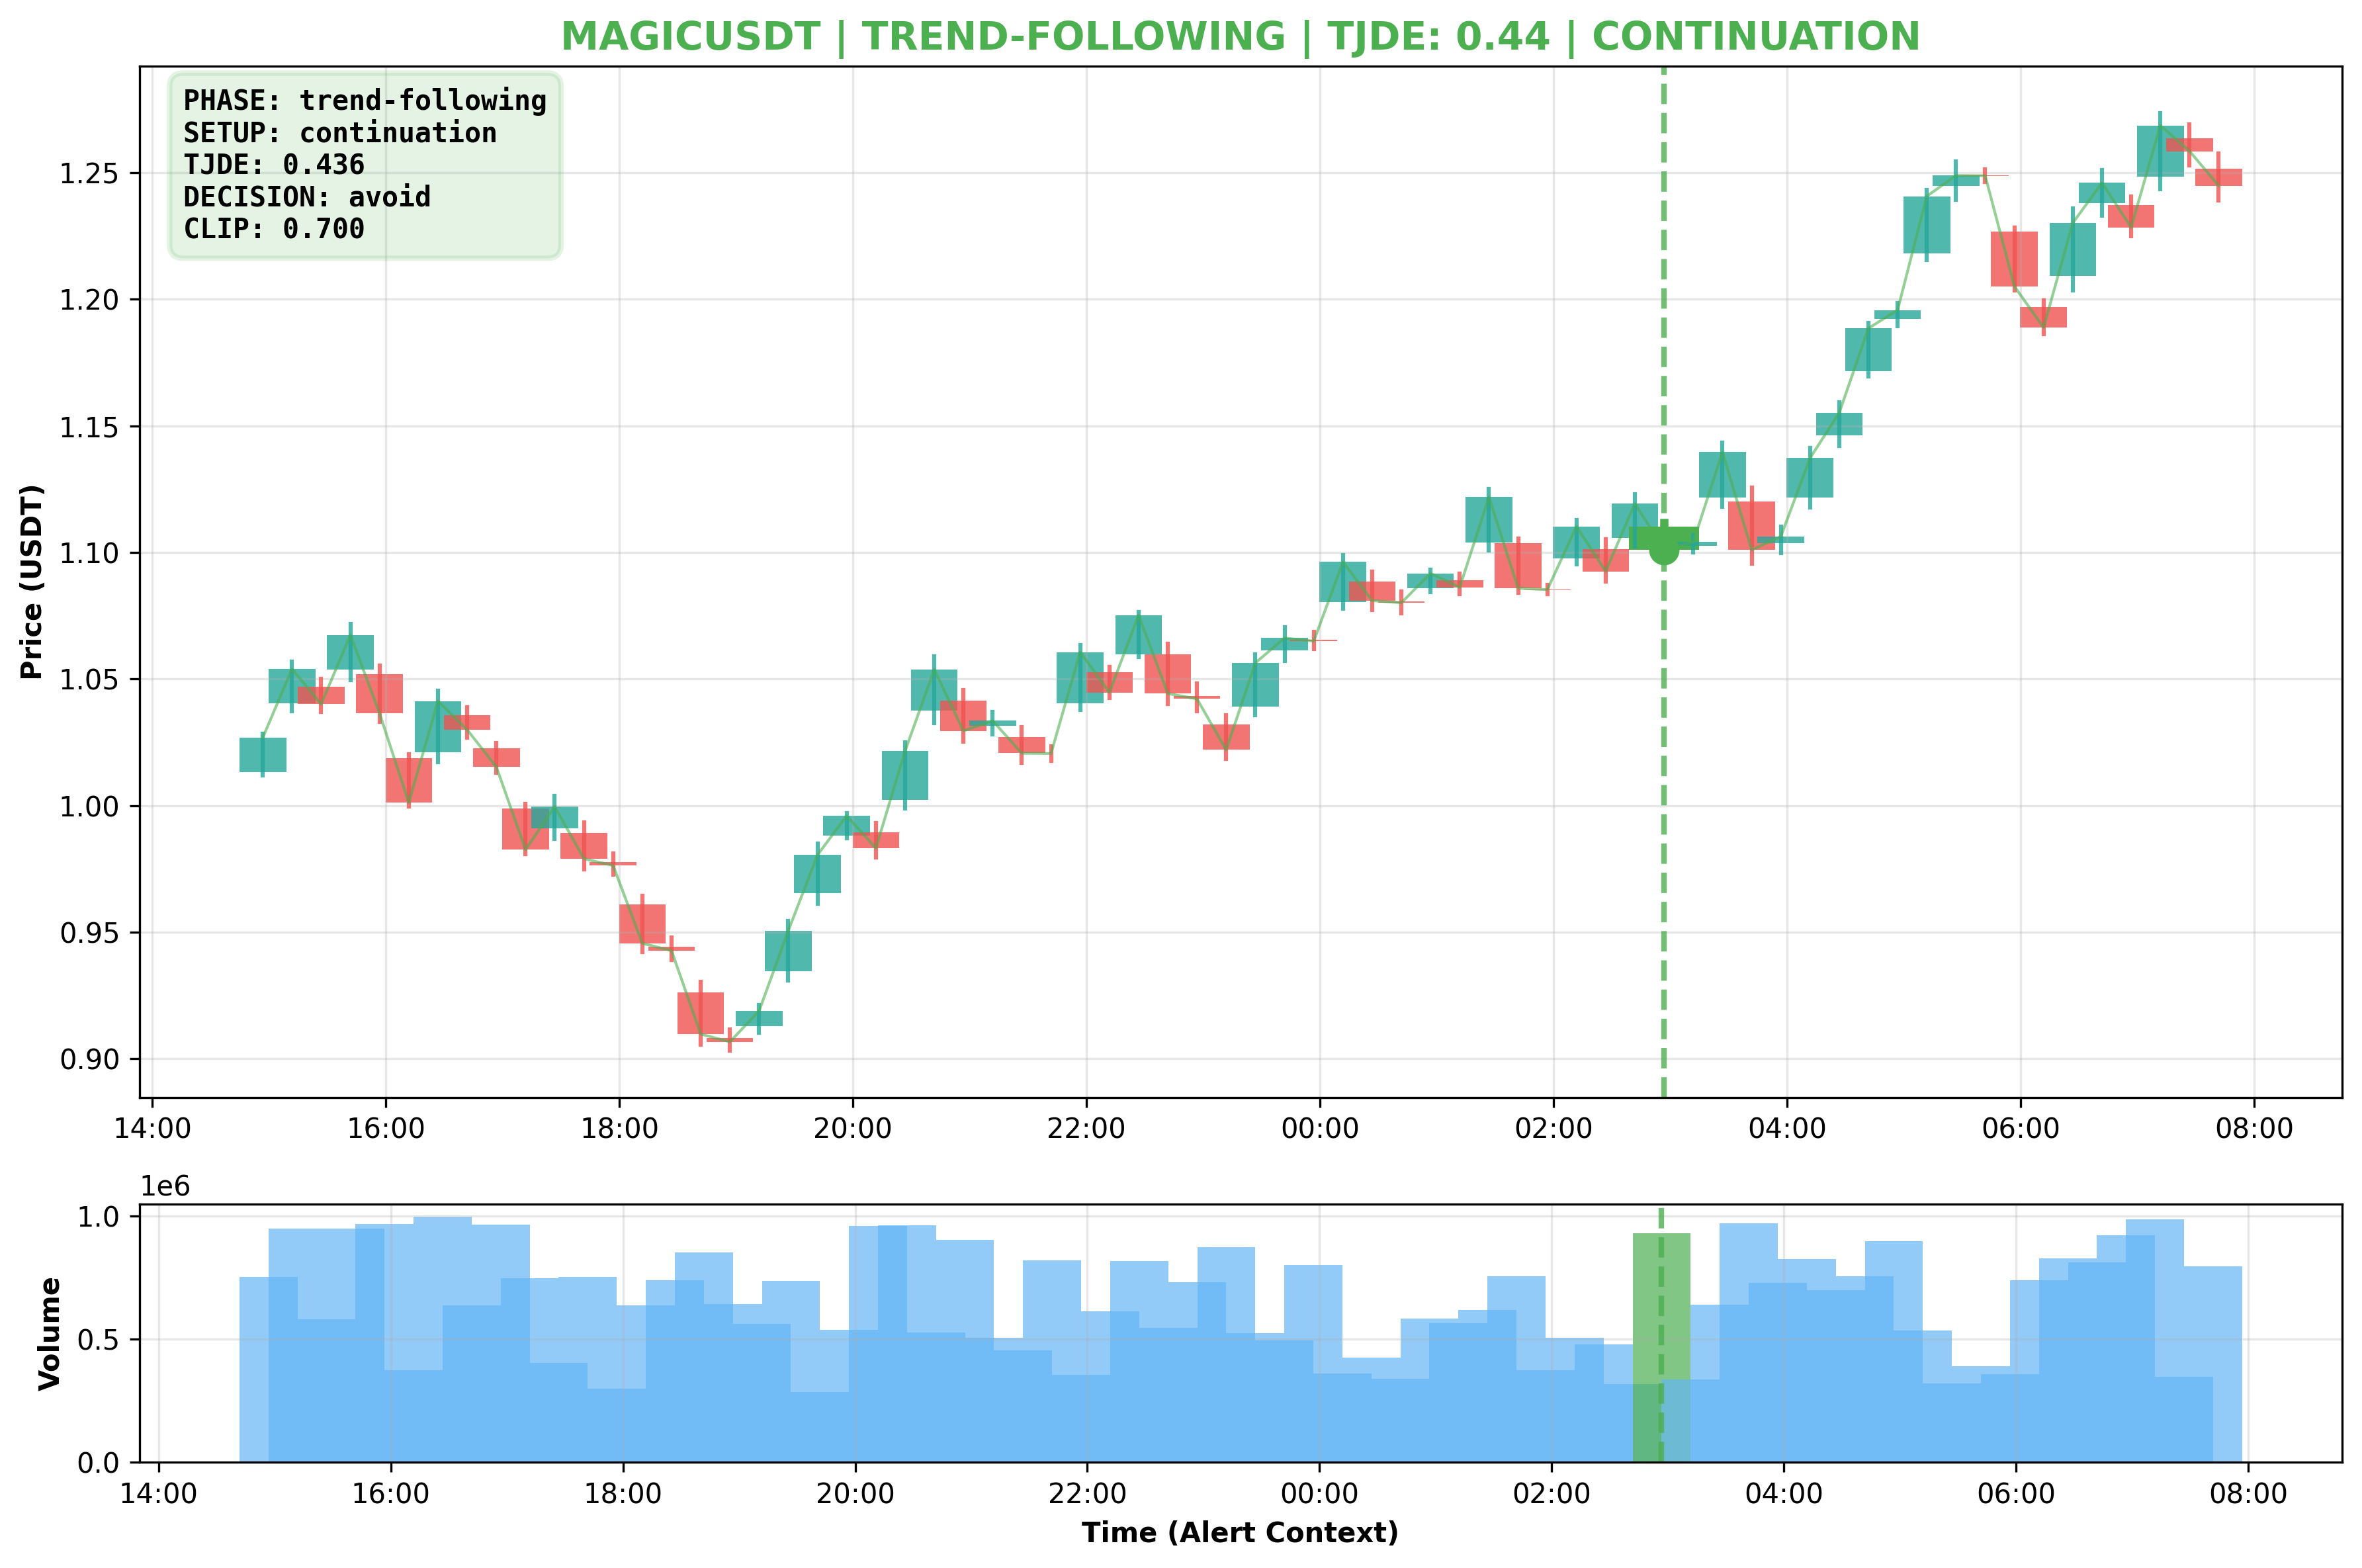 MAGICUSDT | TREND-FOLLOWING | TJDE: 0.44 | CONTINUATION
PHASE: trend-following
SETUP: continuation
TJDE: 0.436
DECISION: avoid
CLIP: 0.700
Price (USDT)
1.25
1.20
1.15
1.10
1.05
1.00
0.95
0.90
14:00 16:00 18:00 20:00 22:00 00:00 02:00 04:00 06:00 08:00
1e6
Volume
1.0
0.5
0.0
14:00 16:00 18:00 20:00 22:00 00:00 02:00 04:00 06:00 08:00
Time (Alert Context)